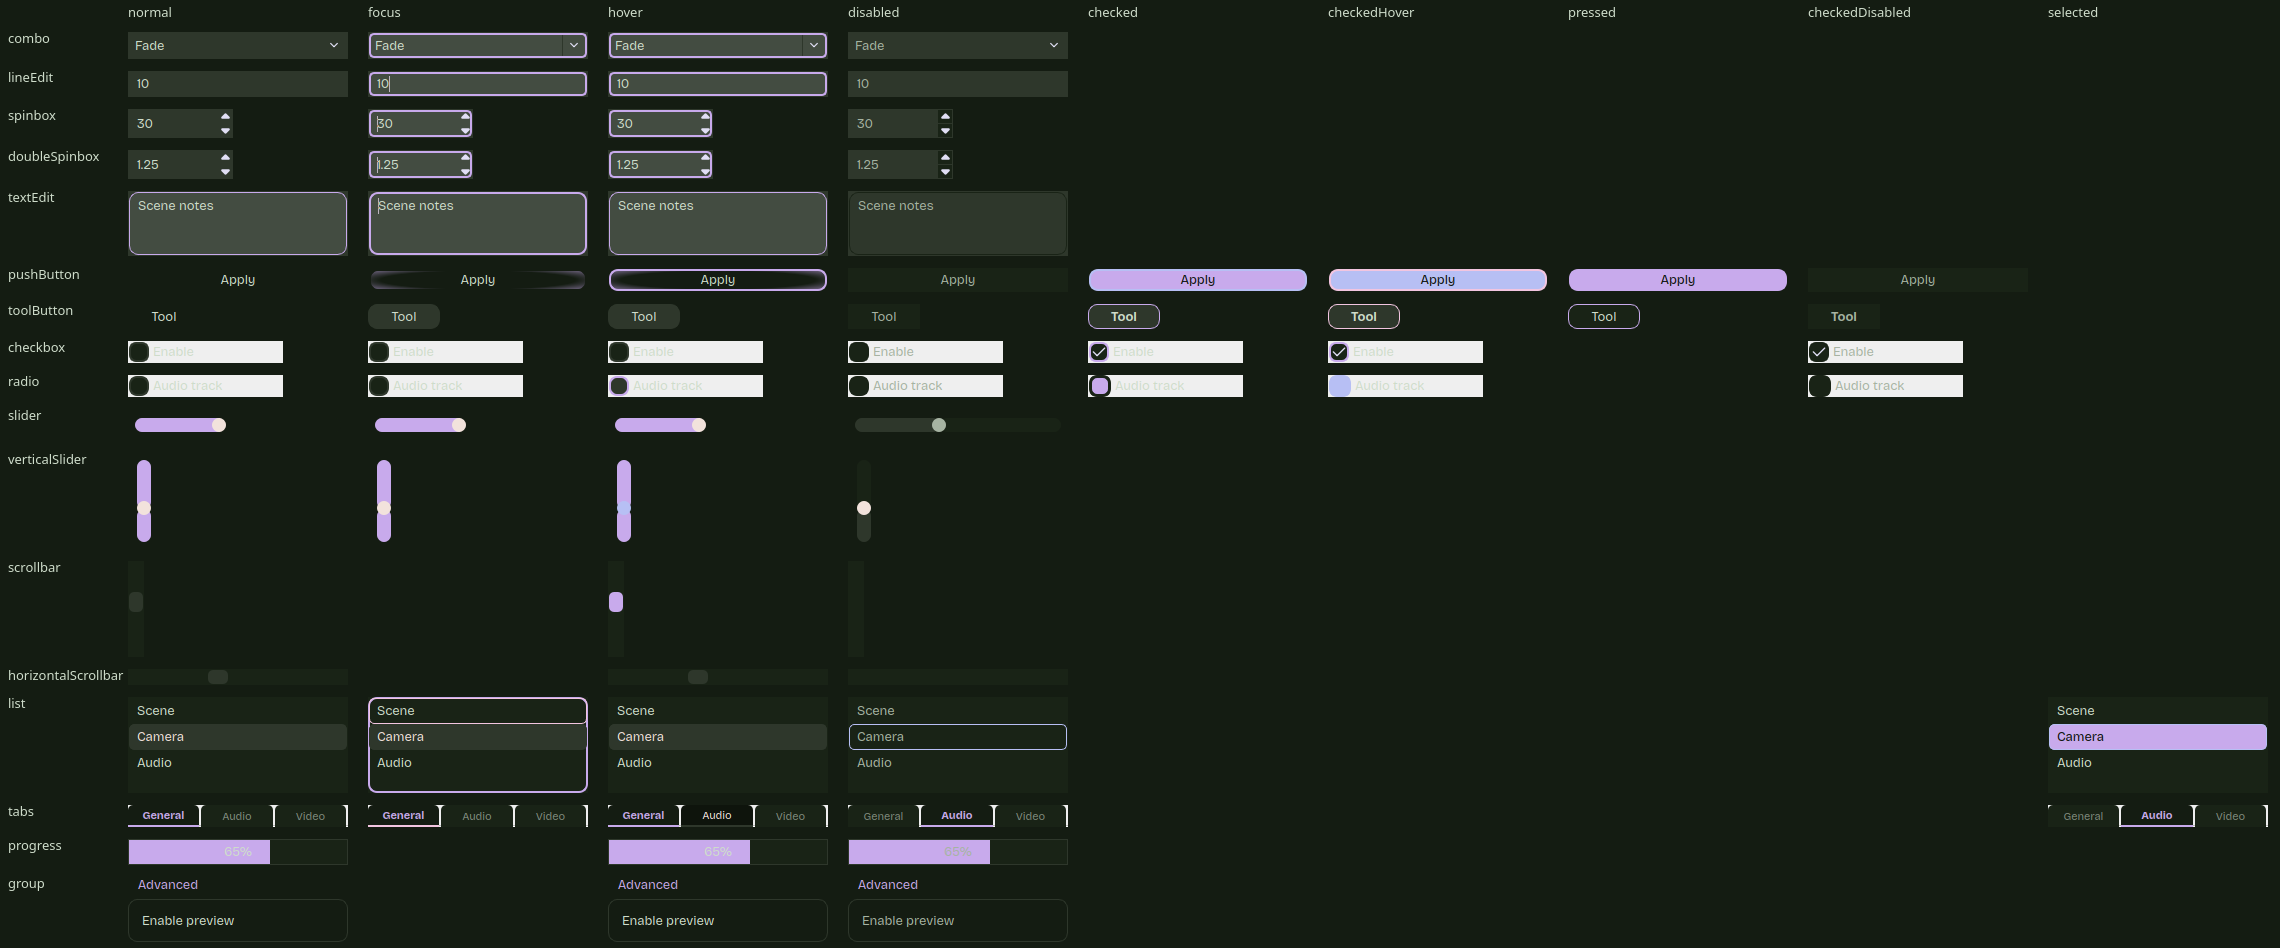 normal focus hover disabled checked checkedHover pressed checkedDisabled selected
combo Fade Fade Fade Fade
lineEdit 10 10 10 10
spinbox 30 30 30 30
doubleSpinbox 1.25 1.25 1.25 1.25
textEdit Scene notes Scene notes Scene notes Scene notes
pushButton Apply Apply Apply Apply Apply Apply Apply Apply
toolButton Tool Tool Tool Tool Tool Tool Tool Tool
checkbox Enable Enable Enable Enable Enable Enable Enable
radio Audio track Audio track Audio track Audio track Audio track Audio track Audio track
slider
verticalSlider
scrollbar
horizontalScrollbar
list Scene Scene Scene Scene Scene
Camera Camera Camera Camera Camera
Audio Audio Audio Audio Audio
tabs General Audio Video General Audio Video General Audio Video General Audio Video General Audio Video
progress 65% 65% 65%
group Advanced Advanced Advanced
Enable preview Enable preview Enable preview